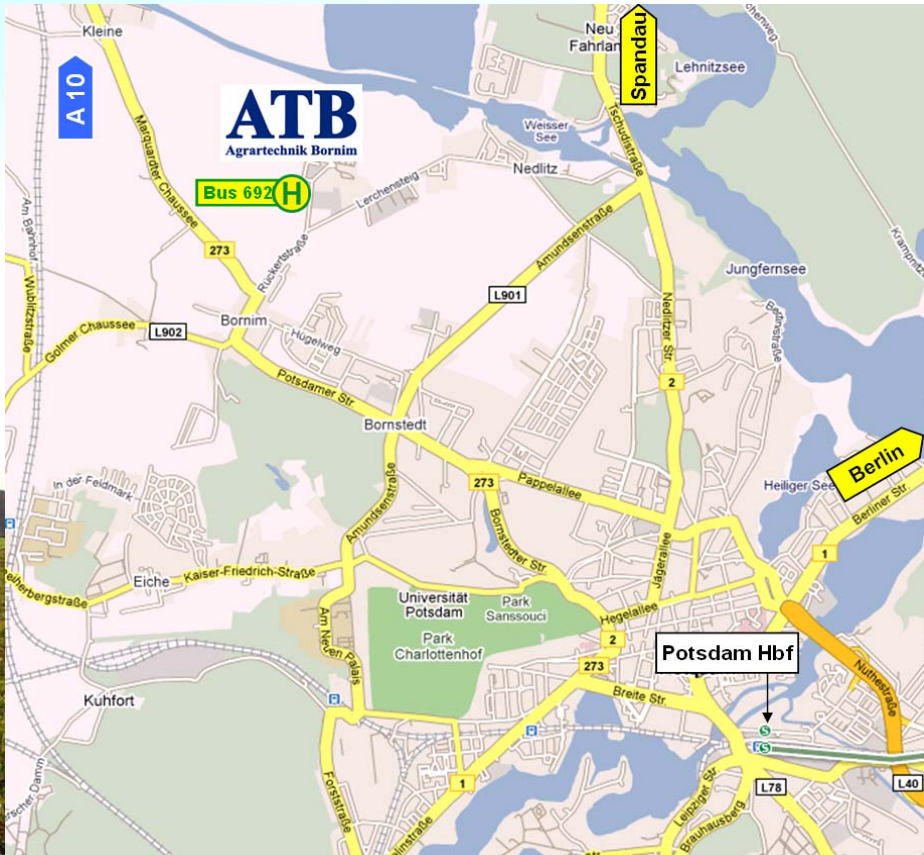 Kleine
A 10
Neu
Fahrlan
Spandau
Lehnitzsee
ATB
Agrartechnik Bornim
Weisser
See
Tschudistraße
Nedlitz
Bus 692 H
Lerchensteig
Marquardter Chaussee
Am Bahnhof
Wublitzstraße
273
Rückertstraße
Amundsenstraße
Jungfernsee
L901
Bornim
Nedlitzer Str.
L902
Golmer Chaussee
Hügelweg
Potsdamer Str.
2
Bornstedt
Berlin
In der Feldmark
273
Pappelallee
Heiliger See
Berliner Str
Amundsenstraße
Bornstedter Str
1
Jägerallee
Eiche
Kaiser-Friedrich-Straße
Universität
Potsdam
Park
Sanssouci
Hegelallee
Am Neuen Palais
Park
Charlottenhof
2
273
Potsdam Hbf
Nuthestraße
Kuhfort
Breite Str.
S
S
Forststraße
1
Leipziger Str
L78
L40
Brauhausberg